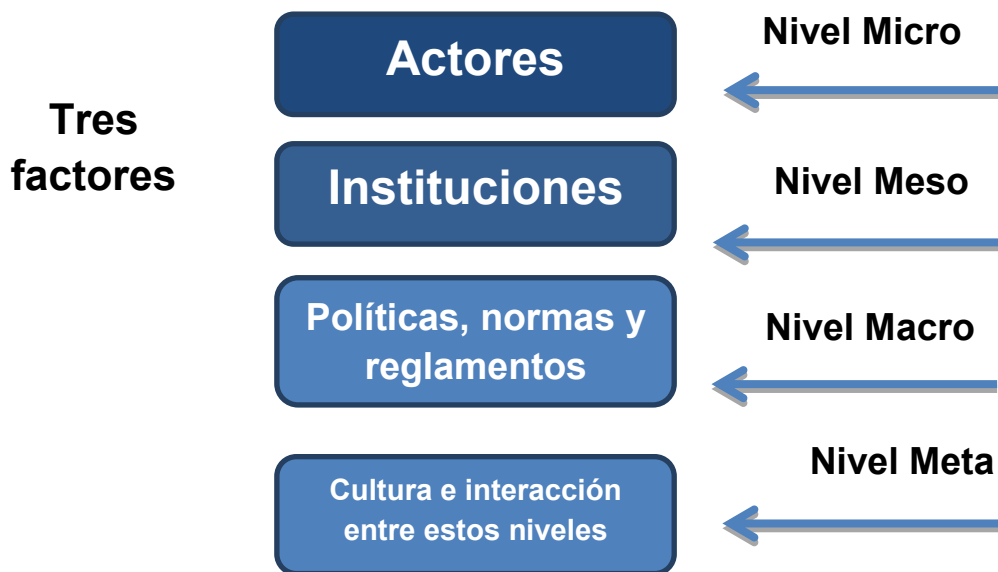 Tres
factores
Actores
Nivel Micro
Instituciones
Nivel Meso
Políticas, normas y
reglamentos
Nivel Macro
Cultura e interacción
entre estos niveles
Nivel Meta